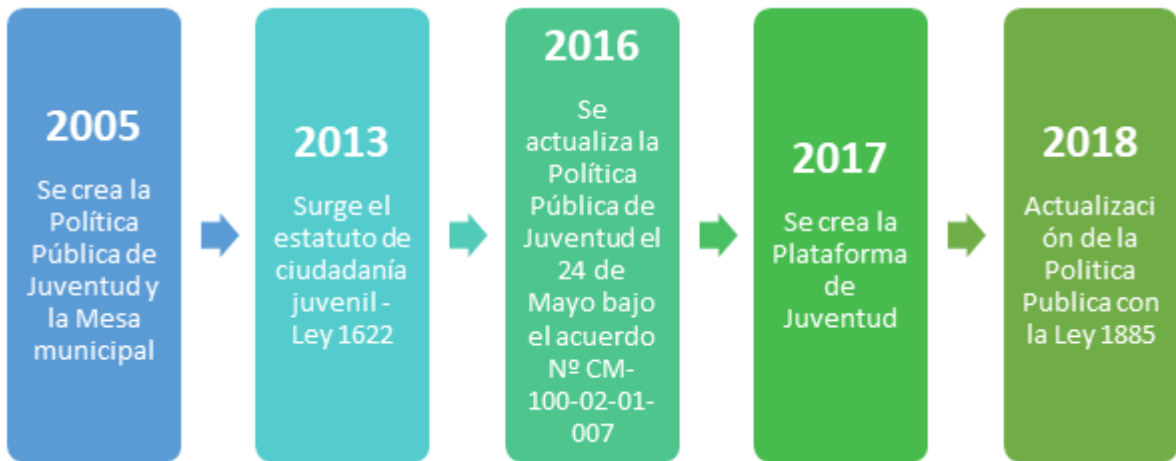 2005
Se crea la
Política
Pública de
Juventud y
la Mesa
municipal
2013
Surge el
estatuto de
ciudadanía
juvenil -
Ley 1622
2016
Se
actualiza la
Política
Pública de
Juventud el
24 de
Mayo bajo
el acuerdo
Nº CM-
100-02-01-
007
2017
Se crea la
Plataforma
de
Juventud
2018
Actualizaci
ón de la
Politica
Publica con
la Ley 1885